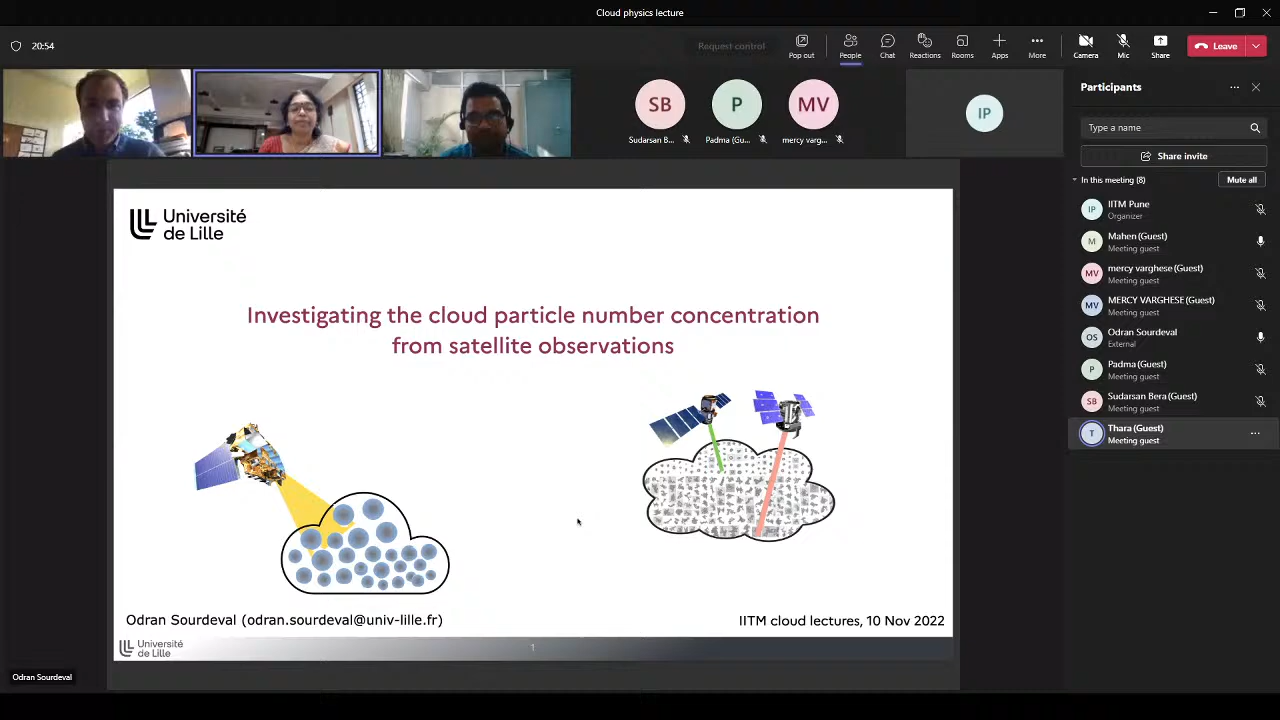 Cloud physics lecture
20:54
Request control
Pop out
People
Chat
Reactions
Rooms
Apps
More
Camera
Mic
Share
Leave
SB
P
MV
IP
Sudarsan B...
Padma (Gu...
mercy varg...
Participants
Type a name
Share invite
In this meeting (8)
Mute all
IP
IITM Pune
Organizer
M
Mahen (Guest)
Meeting guest
MV
mercy varghese (Guest)
Meeting guest
MV
MERCY VARGHESE (Guest)
Meeting guest
OS
Odran Sourdeval
External
P
Padma (Guest)
Meeting guest
SB
Sudarsan Bera (Guest)
Meeting guest
T
Thara (Guest)
Meeting guest
Université
de Lille
Investigating the cloud particle number concentration
from satellite observations
Odran Sourdeval (odran.sourdeval@univ-lille.fr)
IITM cloud lectures, 10 Nov 2022
Université
de Lille
1
Odran Sourdeval